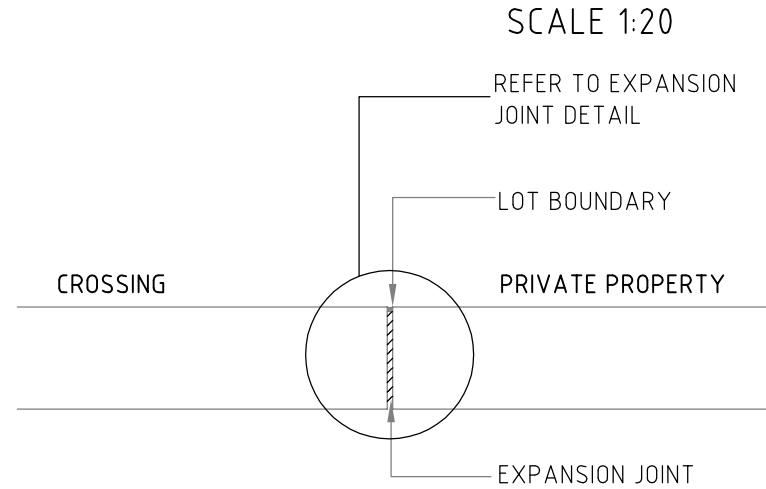 SCALE 1:20
REFER TO EXPANSION
JOINT DETAIL
LOT BOUNDARY
CROSSING
PRIVATE PROPERTY
EXPANSION JOINT